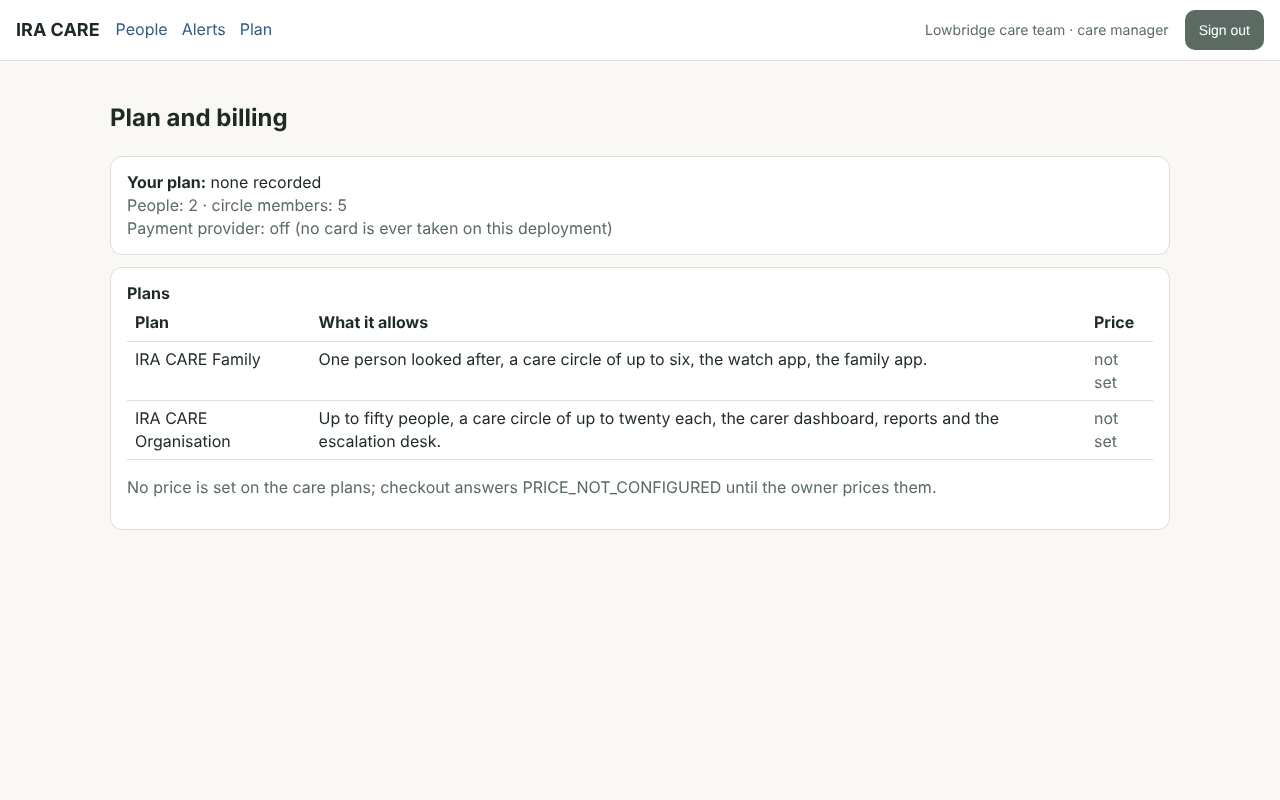 IRA CARE People Alerts Plan Lowbridge care team · care manager Sign out
Plan and billing
Your plan: none recorded
People: 2 · circle members: 5
Payment provider: off (no card is ever taken on this deployment)
Plans
Plan What it allows Price
IRA CARE Family One person looked after, a care circle of up to six, the watch app, the family app. not
set
IRA CARE Up to fifty people, a care circle of up to twenty each, the carer dashboard, reports and the not
Organisation escalation desk. set
No price is set on the care plans; checkout answers PRICE_NOT_CONFIGURED until the owner prices them.